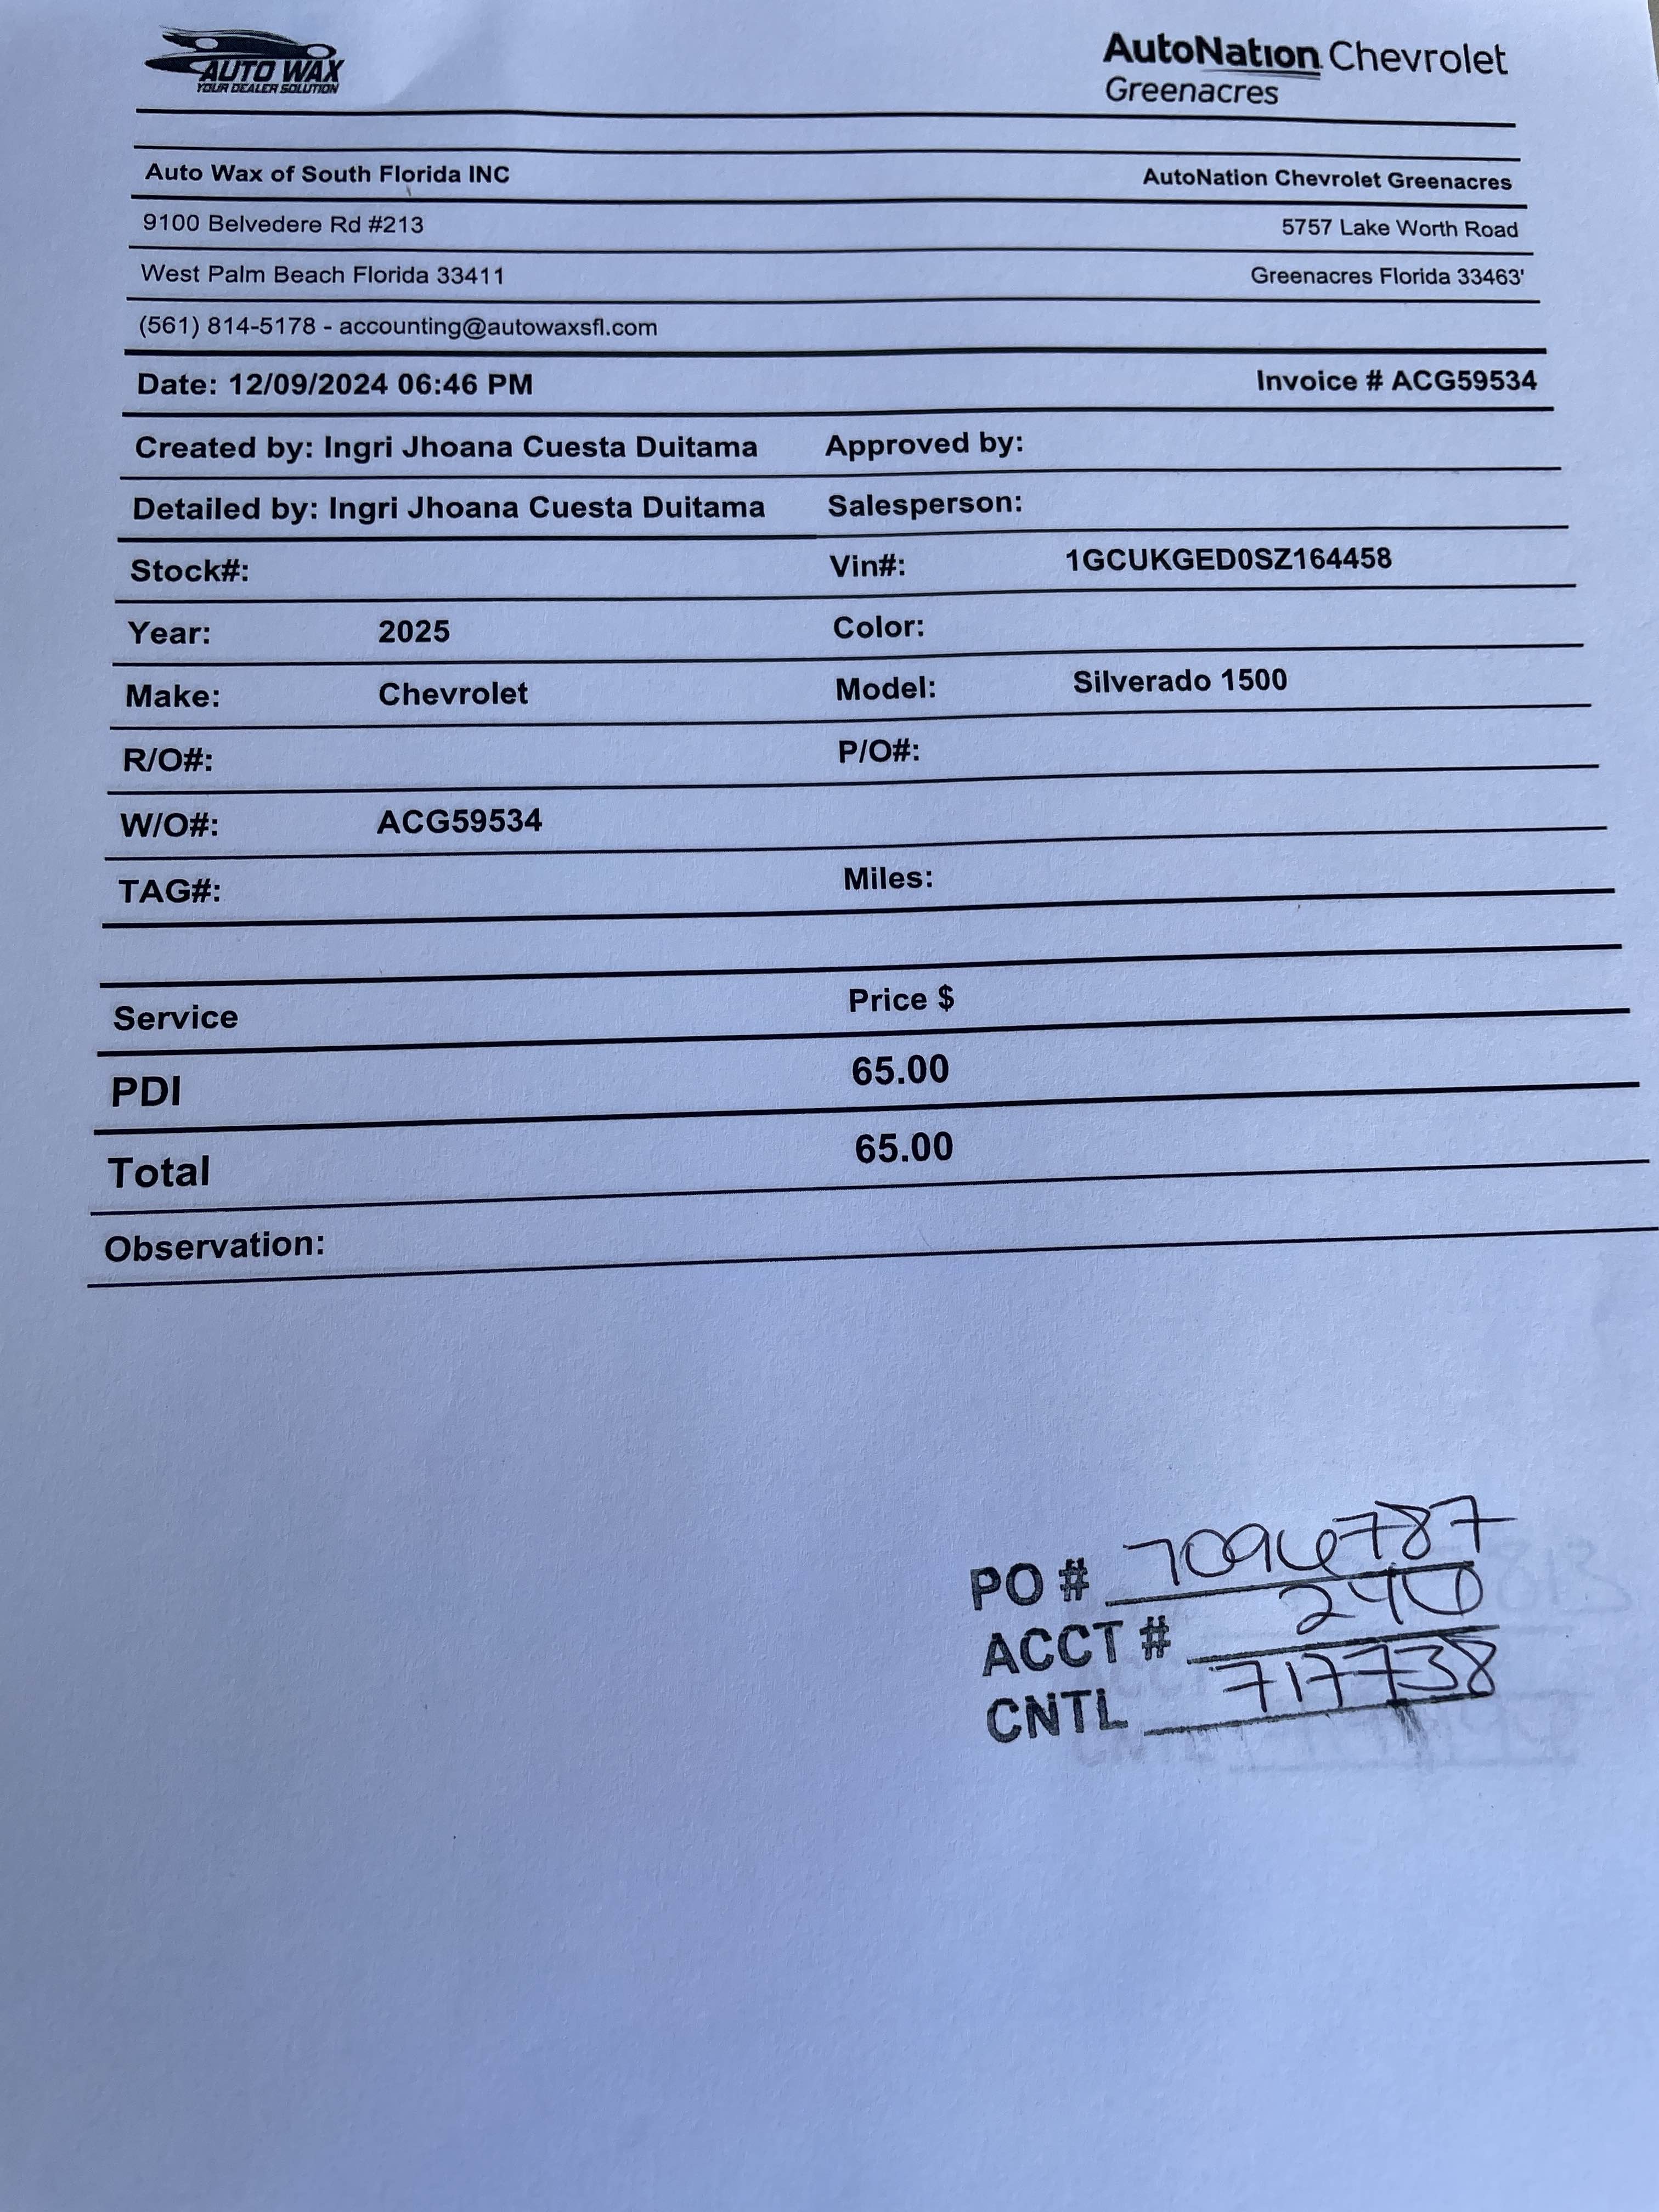 AUTO WAX
YOUR DEALER SOLUTION
AutoNation Chevrolet
Greenacres
Auto Wax of South Florida INC
AutoNation Chevrolet Greenacres
9100 Belvedere Rd #213
5757 Lake Worth Road
West Palm Beach Florida 33411
Greenacres Florida 33463'
(561) 814-5178 - accounting@autowaxsfl.com
Date: 12/09/2024 06:46 PM
Invoice # ACG59534
Created by: Ingri Jhoana Cuesta Duitama Approved by:
Detailed by: Ingri Jhoana Cuesta Duitama Salesperson:
Stock#: Vin#: 1GCUKGED0SZ164458
Year: 2025 Color:
Make: Chevrolet Model: Silverado 1500
R/O#: P/O#:
W/O#: ACG59534
TAG#: Miles:
Service Price $
PDI 65.00
Total 65.00
Observation:
PO # 7096787
ACCT # 240
CNTL 717738